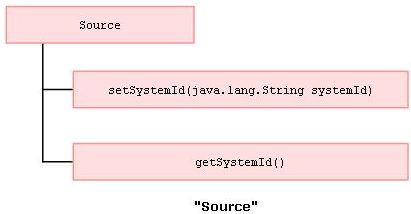 Source
setSystemId(java.lang.String systemId)
getSystemId()
"Source"